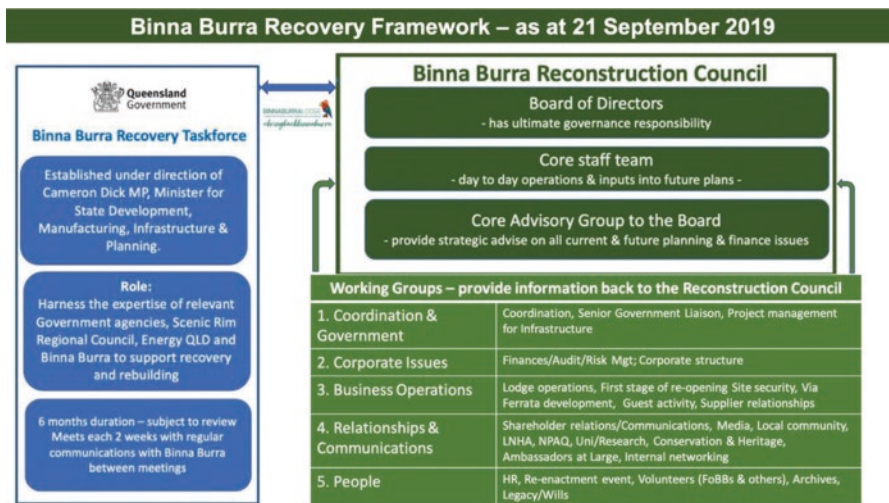 Binna Burra Recovery Framework – as at 21 September 2019
Queensland
Government
Binna Burra Recovery Taskforce
Established under direction of
Cameron Dick MP, Minister for
State Development,
Manufacturing, Infrastructure &
Planning.
Role:
Harness the expertise of relevant
Government agencies, Scenic Rim
Regional Council, Energy QLD and
Binna Burra to support recovery
and rebuilding
6 months duration – subject to review
Meets each 2 weeks with regular
communications with Binna Burra
between meetings
BINNABURRALODGE
Binna Burra Reconstruction Council
Board of Directors
- has ultimate governance responsibility
Core staff team
- day to day operations & inputs into future plans -
Core Advisory Group to the Board
- provide strategic advise on all current & future planning & finance issues
Working Groups – provide information back to the Reconstruction Council
1. Coordination &
Government
Coordination, Senior Government Liaison, Project management
for Infrastructure
2. Corporate Issues
Finances/Audit/Risk Mgt; Corporate structure
3. Business Operations
Lodge operations, First stage of re-opening Site security, Via
Ferrata development, Guest activity, Supplier relationships
4. Relationships &
Communications
Shareholder relations/Communications, Media, Local community,
LNHA, NPAQ, Uni/Research, Conservation & Heritage,
Ambassadors at Large, Internal networking
5. People
HR, Re-enactment event, Volunteers (FoBBs & others), Archives,
Legacy/Wills